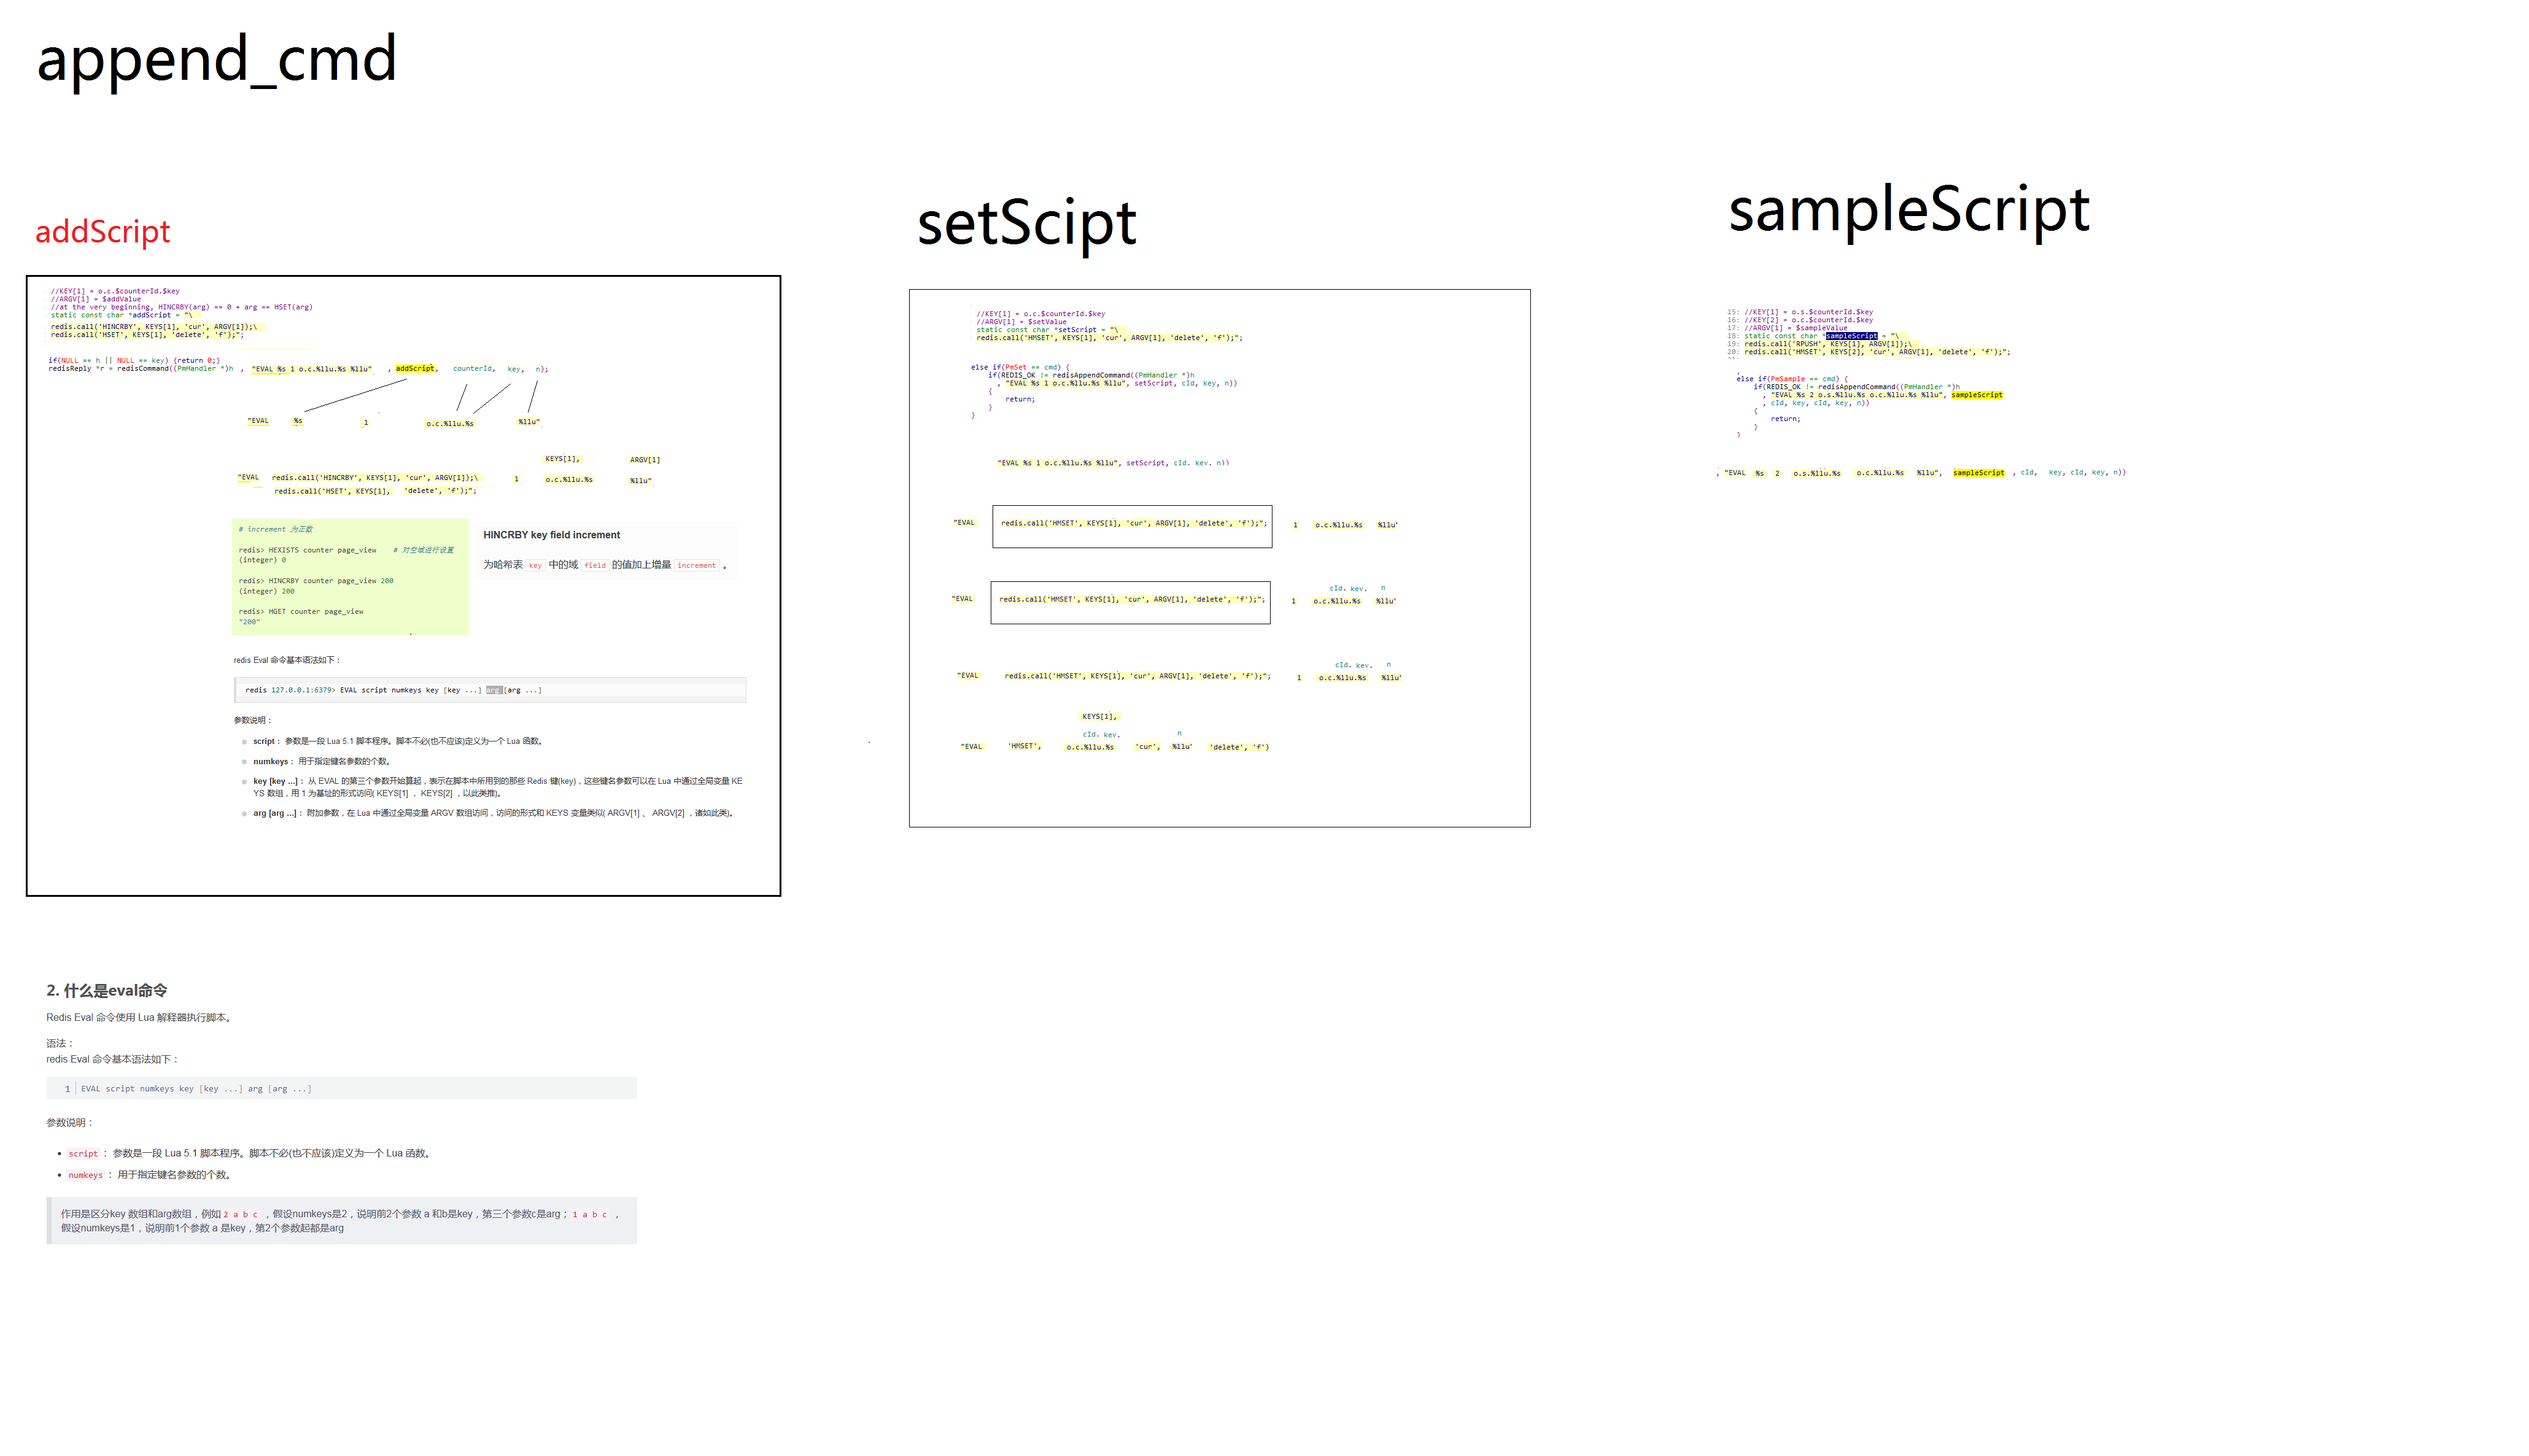 append_cmd
addScript
//KEY[1] = o.c.$counterId.$key
//ARGV[1] = $addValue
//at the very beginning, HINCRBY(arg) == 0 + arg == HSET(arg)
static const char *addScript = "\
redis.call('HINCRBY', KEYS[1], 'cur', ARGV[1]);\
redis.call('HSET', KEYS[1], 'delete', 'f');";
if(NULL == h || NULL == key) {return 0;}
redisReply *r = redisCommand((PmHandler *)h , "EVAL %s 1 o.c.%llu.%s %llu" , addScript, counterId, key, n);
"EVAL %s 1 o.c.%llu.%s %llu"
KEYS[1], ARGV[1]
"EVAL redis.call('HINCRBY', KEYS[1], 'cur', ARGV[1]);\ 1 o.c.%llu.%s %llu"
redis.call('HSET', KEYS[1], 'delete', 'f');";
# increment 为正数
redis> HEXISTS counter page_view # 对空域进行设置
(integer) 0
redis> HINCRBY counter page_view 200
(integer) 200
redis> HGET counter page_view
"200"
HINCRBY key field increment
为哈希表 key 中的域 field 的值加上增量 increment 。
redis Eval 命令基本语法如下：
redis 127.0.0.1:6379> EVAL script numkeys key [key ...] arg [arg ...]
参数说明：
script： 参数是一段 Lua 5.1 脚本程序。脚本不必(也不应该)定义为一个 Lua 函数。
numkeys： 用于指定键名参数的个数。
key [key ...]： 从 EVAL 的第三个参数开始算起，表示在脚本中所用到的那些 Redis 键(key)，这些键名参数可以在 Lua 中通过全局变量 KE
YS 数组，用 1 为基址的形式访问( KEYS[1] ， KEYS[2] ，以此类推)。
arg [arg ...]： 附加参数，在 Lua 中通过全局变量 ARGV 数组访问，访问的形式和 KEYS 变量类似( ARGV[1] 、 ARGV[2] ，诸如此类)。
2. 什么是eval命令
Redis Eval 命令使用 Lua 解释器执行脚本。
语法：
redis Eval 命令基本语法如下：
1 EVAL script numkeys key [key ...] arg [arg ...]
参数说明：
• script： 参数是一段 Lua 5.1 脚本程序。脚本不必(也不应该)定义为一个 Lua 函数。
• numkeys： 用于指定键名参数的个数。
作用是区分key 数组和arg数组，例如 2 a b c ，假设numkeys是2，说明前2个参数 a 和b是key，第三个参数c是arg； 1 a b c ，
假设numkeys是1，说明前1个参数 a 是key，第2个参数起都是arg
setScipt
//KEY[1] = o.c.$counterId.$key
//ARGV[1] = $setValue
static const char *setScript = "\
redis.call('HMSET', KEYS[1], 'cur', ARGV[1], 'delete', 'f');";
else if(PmSet == cmd) {
if(REDIS_OK != redisAppendCommand((PmHandler *)h
, "EVAL %s 1 o.c.%llu.%s %llu", setScript, cId, key, n))
{
return;
}
}
"EVAL %s 1 o.c.%llu.%s %llu", setScript, cId. kev. n))
"EVAL redis.call('HMSET', KEYS[1], 'cur', ARGV[1], 'delete', 'f');"; 1 o.c.%llu.%s %llu'
cId. kev. n
"EVAL redis.call('HMSET', KEYS[1], 'cur', ARGV[1], 'delete', 'f');"; 1 o.c.%llu.%s %llu'
cId. kev. n
"EVAL redis.call('HMSET', KEYS[1], 'cur', ARGV[1], 'delete', 'f');"; 1 o.c.%llu.%s %llu'
KEYS[1],
cId. kev. n
"EVAL 'HMSET', o.c.%llu.%s 'cur', %llu' 'delete', 'f')
sampleScript
15: //KEY[1] = o.s.$counterId.$key
16: //KEY[2] = o.c.$counterId.$key
17: //ARGV[1] = $sampleValue
18: static const char *sampleScript = "\
19: redis.call('RPUSH', KEYS[1], ARGV[1]);\
20: redis.call('HMSET', KEYS[2], 'cur', ARGV[1], 'delete', 'f');";
else if(PmSample == cmd) {
if(REDIS_OK != redisAppendCommand((PmHandler *)h
, "EVAL %s 2 o.s.%llu.%s o.c.%llu.%s %llu", sampleScript
, cId, key, cId, key, n))
{
return;
}
}
, "EVAL %s 2 o.s.%llu.%s o.c.%llu.%s %llu", sampleScript , cId, key, cId, key, n))